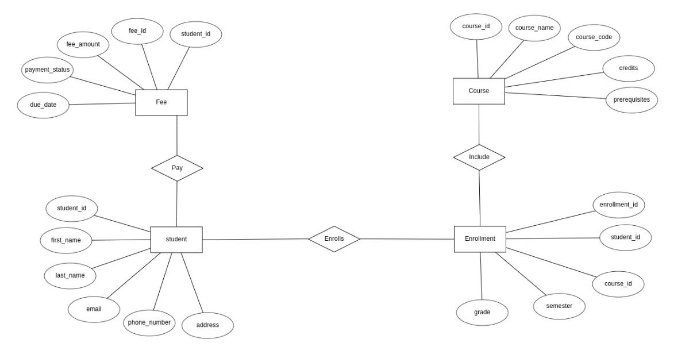 fee_id
student_id
fee_amount
payment_status
due_date
Fee
course_id
course_name
course_code
credits
prerequisites
Course
Pay
Include
student_id
first_name
last_name
email
phone_number
address
student
Enrolls
Enrollment
enrollment_id
student_id
course_id
semester
grade